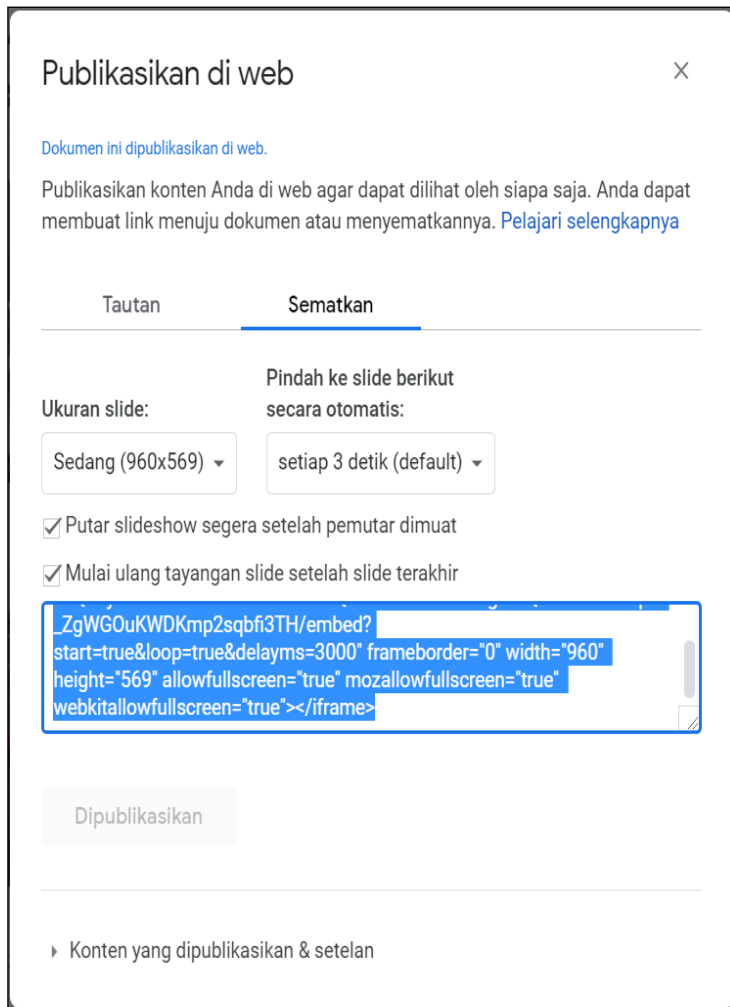 Publikasikan di web
Dokumen ini dipublikasikan di web.
Publikasikan konten Anda di web agar dapat dilihat oleh siapa saja. Anda dapat
membuat link menuju dokumen atau menyematkannya. Pelajari selengkapnya
Tautan
Sematkan
Ukuran slide:
Pindah ke slide berikut
secara otomatis:
Sedang (960x569)
setiap 3 detik (default)
Putar slideshow segera setelah pemutar dimuat
Mulai ulang tayangan slide setelah slide terakhir
_ZgWGOuKWDKmp2sqbfi3TH/embed?
start=true&loop=true&delayms=3000" frameborder="0" width="960"
height="569" allowfullscreen="true" mozallowfullscreen="true"
webkitallowfullscreen="true"></iframe>
Dipublikasikan
Konten yang dipublikasikan & setelan